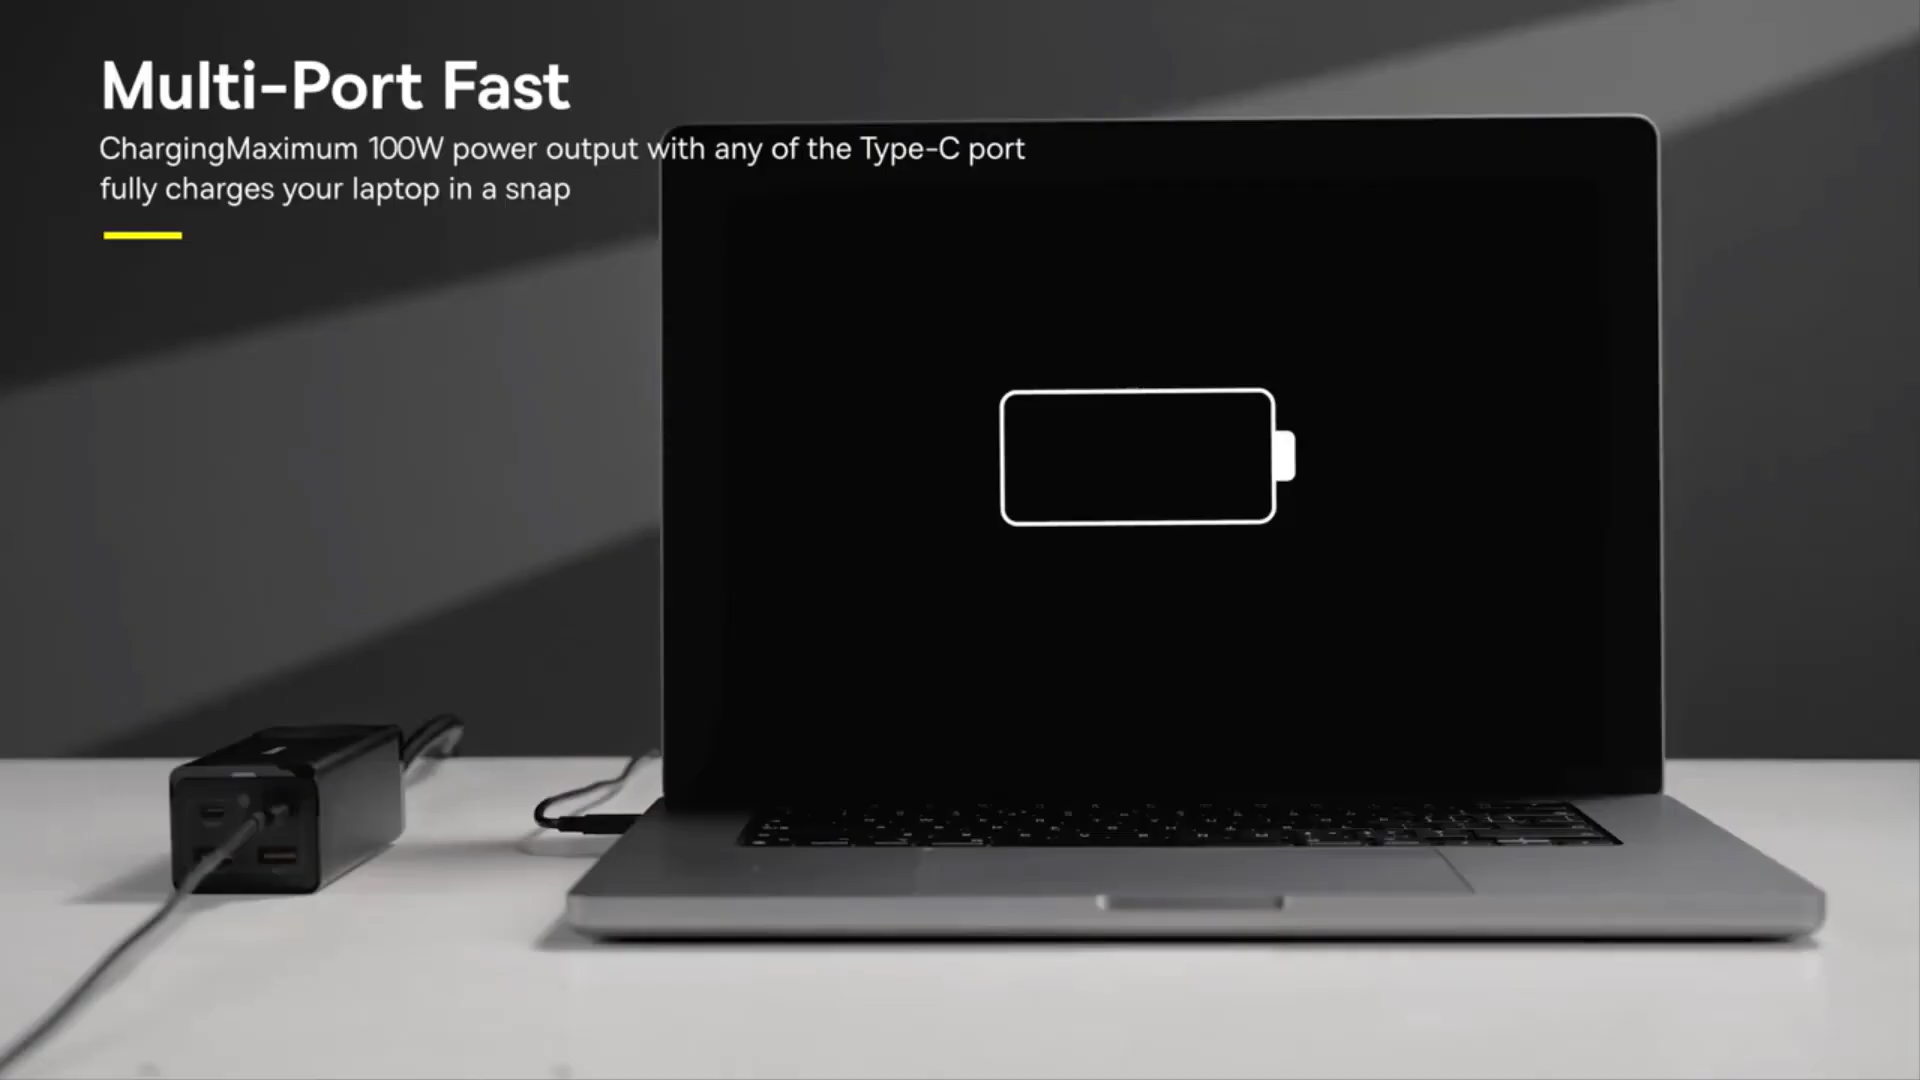 Multi-Port Fast
ChargingMaximum 100W power output with any of the Type-C port
fully charges your laptop in a snap